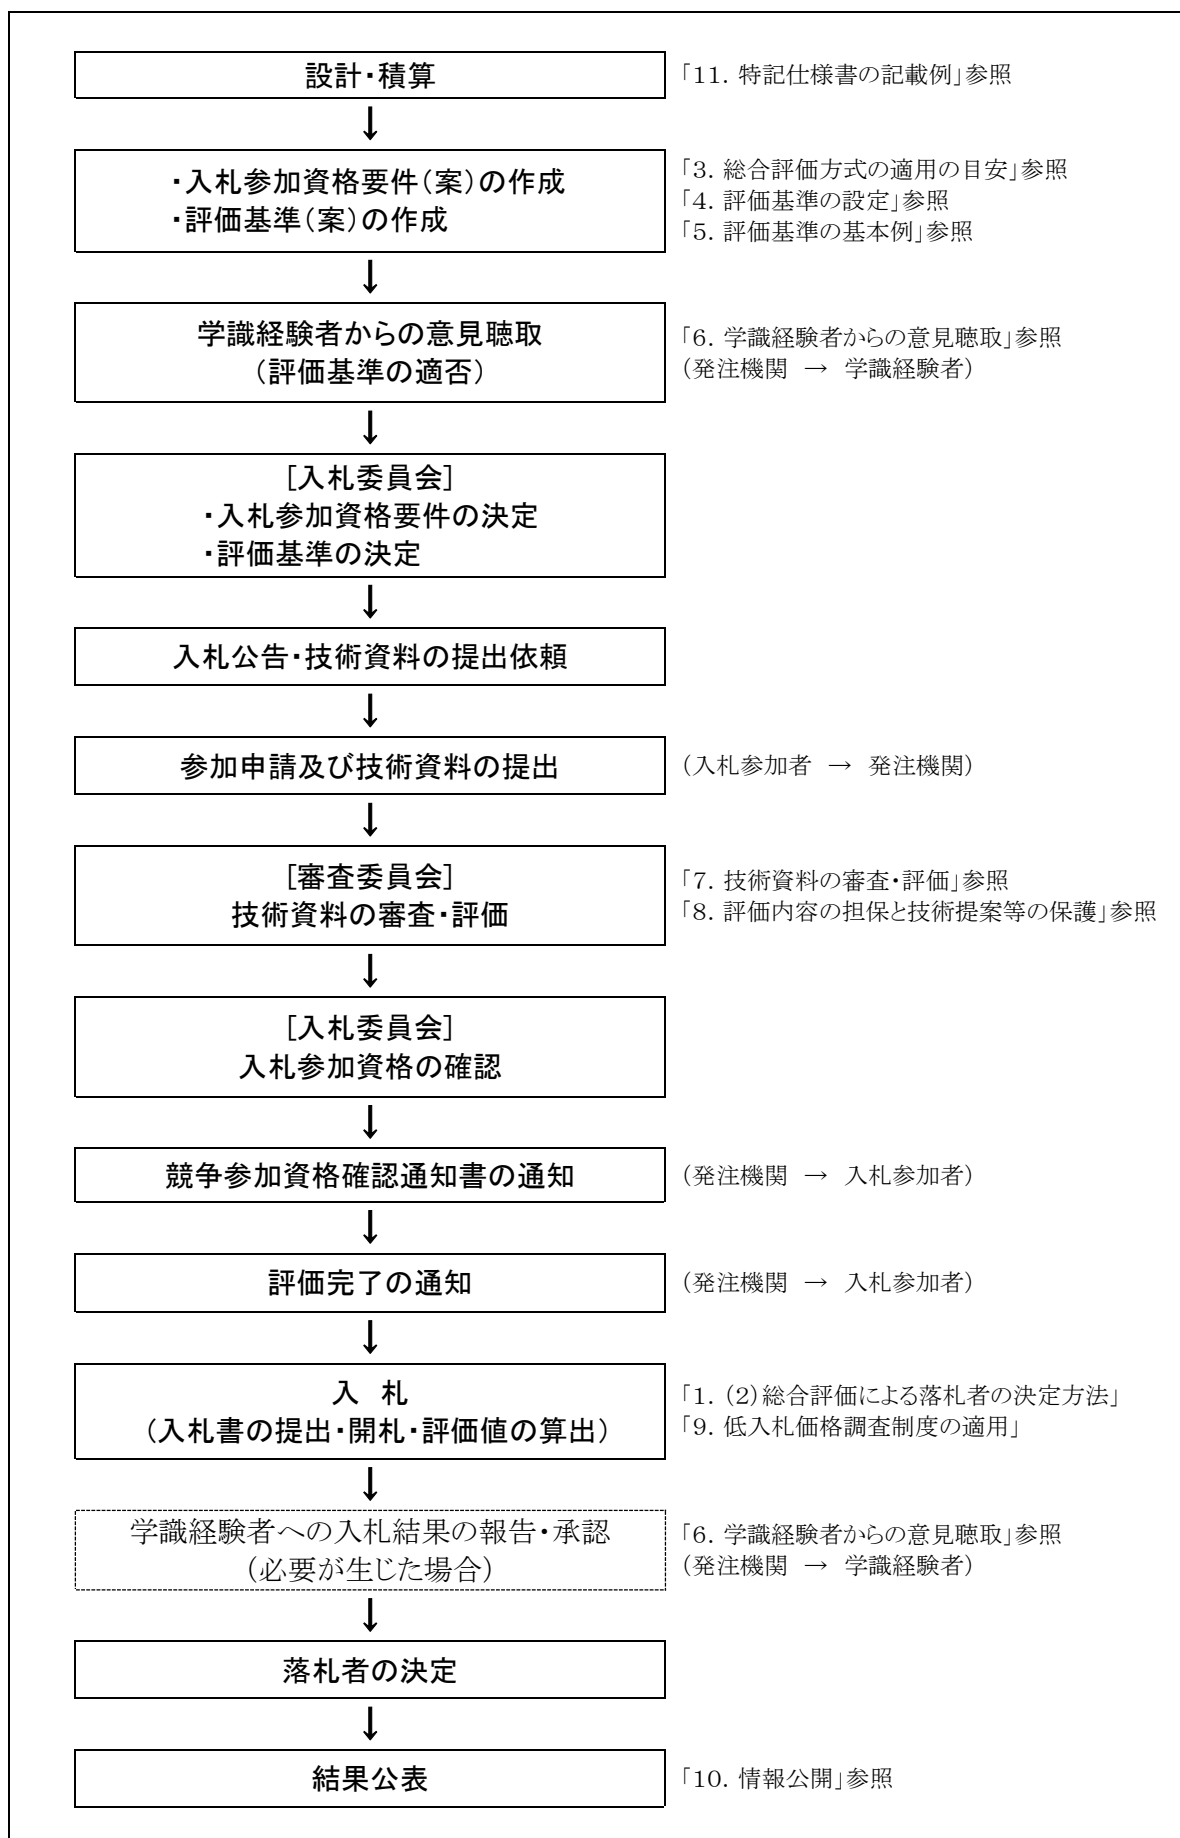 設計・積算
「11．特記仕様書の記載例」参照
↓
・入札参加資格要件（案）の作成
・評価基準（案）の作成
「3．総合評価方式の適用の目安」参照
「4．評価基準の設定」参照
「5．評価基準の基本例」参照
↓
学識経験者からの意見聴取
（評価基準の適否）
「6．学識経験者からの意見聴取」参照
（発注機関 → 学識経験者）
↓
［入札委員会］
・入札参加資格要件の決定
・評価基準の決定
↓
入札公告・技術資料の提出依頼
↓
参加申請及び技術資料の提出
（入札参加者 → 発注機関）
↓
［審査委員会］
技術資料の審査・評価
「7．技術資料の審査・評価」参照
「8．評価内容の担保と技術提案等の保護」参照
↓
［入札委員会］
入札参加資格の確認
↓
競争参加資格確認通知書の通知
（発注機関 → 入札参加者）
↓
評価完了の通知
（発注機関 → 入札参加者）
↓
入 札
（入札書の提出・開札・評価値の算出）
「1．（2）総合評価による落札者の決定方法」
「9．低入札価格調査制度の適用」
↓
学識経験者への入札結果の報告・承認
（必要が生じた場合）
「6．学識経験者からの意見聴取」参照
（発注機関 → 学識経験者）
↓
落札者の決定
↓
結果公表
「10．情報公開」参照